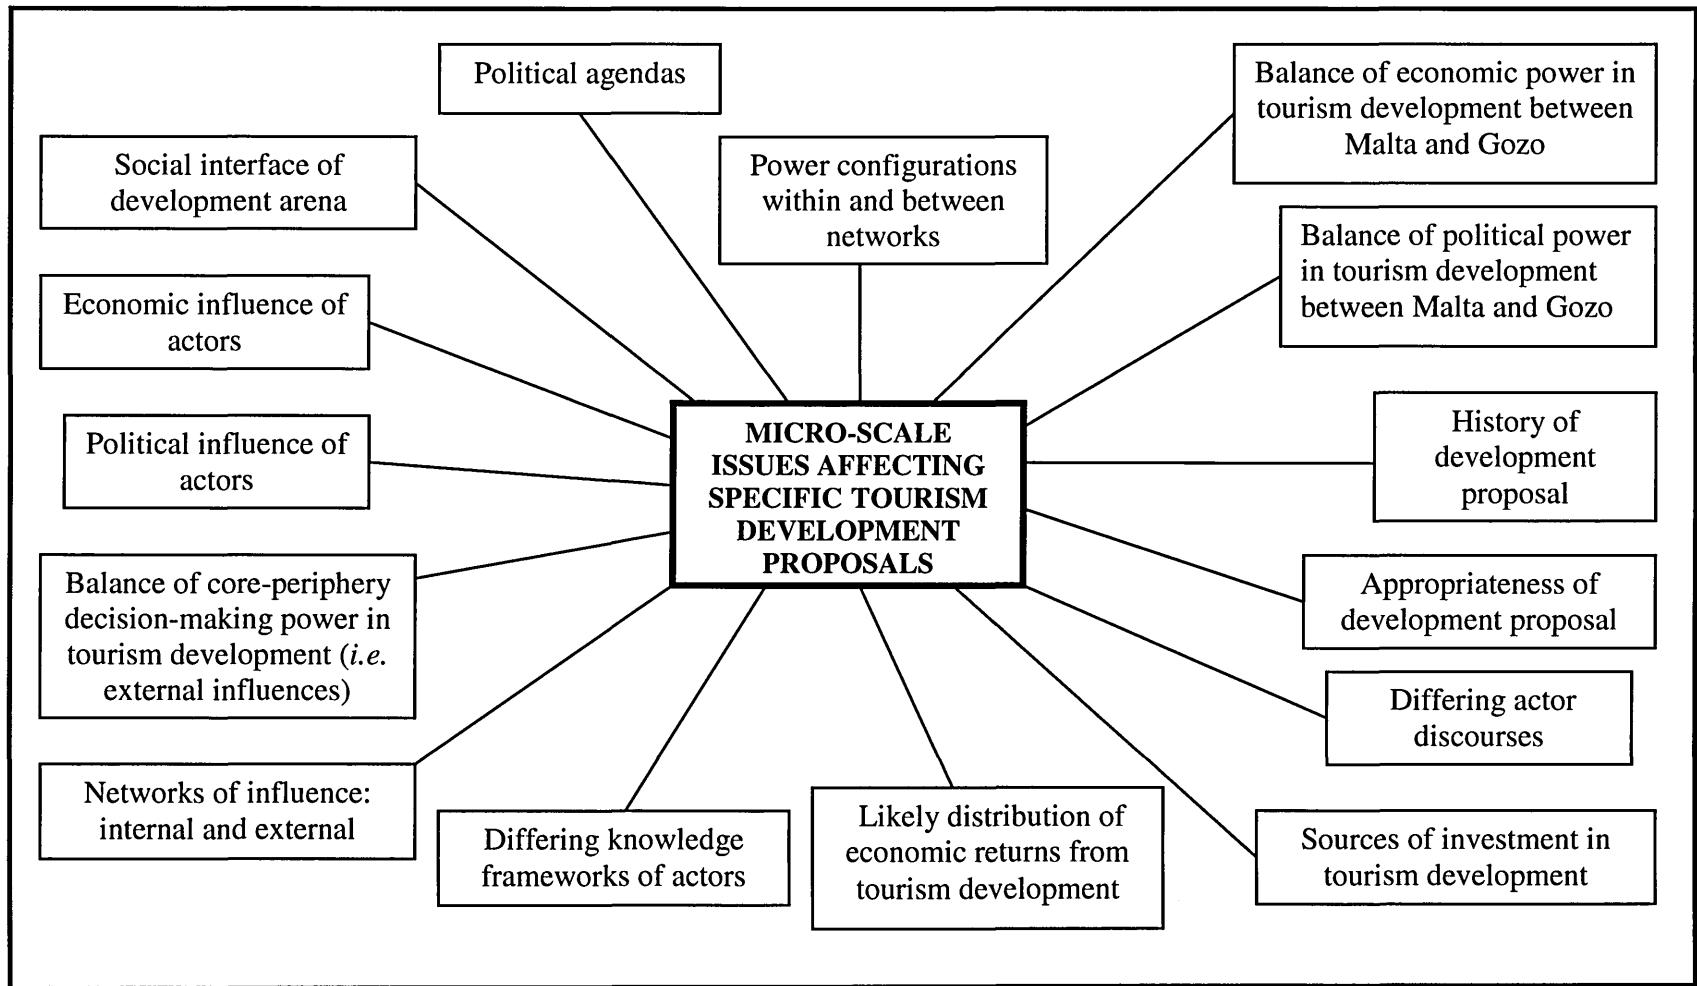 Political agendas
Balance of economic power in
tourism development between
Malta and Gozo
Social interface of
development arena
Power configurations
within and between
networks
Balance of political power
in tourism development
between Malta and Gozo
Economic influence of
actors
Political influence of
actors
MICRO-SCALE
ISSUES AFFECTING
SPECIFIC TOURISM
DEVELOPMENT
PROPOSALS
History of
development
proposal
Balance of core-periphery
decision-making power in
tourism development (i.e.
external influences)
Appropriateness of
development proposal
Differing actor
discourses
Networks of influence:
internal and external
Differing knowledge
frameworks of actors
Likely distribution of
economic returns from
tourism development
Sources of investment in
tourism development